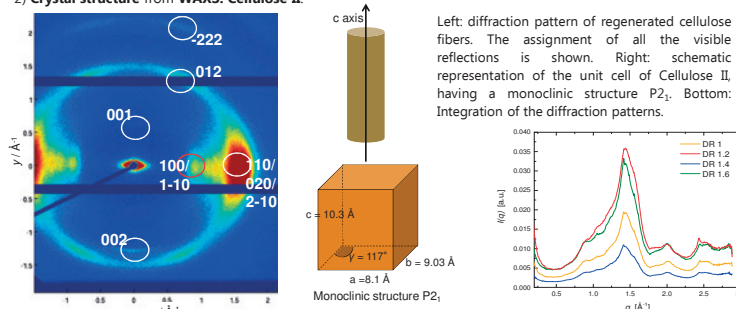 2) Crystal structure from WAXS: Cellulose II.
Left: diffraction pattern of regenerated cellulose
fibers. The assignment of all the visible
reflections is shown. Right: schematic
representation of the unit cell of Cellulose II,
having a monoclinic structure P2₁. Bottom:
Integration of the diffraction patterns.
y / Å⁻¹
2
1.5
1.0
0.5
0
-0.5
-1.0
-1.5
-1
-0.5
0
0.5
1
1.5
2
-222
012
001
100/
1-10
110/
020/
2-10
002
c axis
c = 10.3 Å
γ = 117°
b = 9.03 Å
a =8.1 Å
Monoclinic structure P2₁
I(q) [a.u.]
0.040
0.035
0.030
0.025
0.020
0.015
0.010
0.005
0.000
0.5
1.0
1.5
2.0
2.5
DR 1
DR 1.2
DR 1.4
DR 1.6